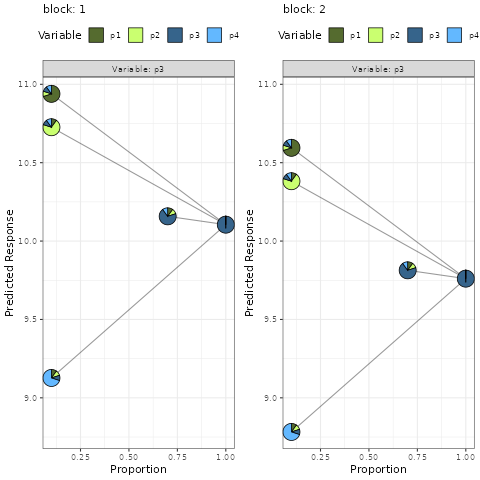 block: 1
Variable p1 p2 p3 p4
Variable: p3
Predicted Response
11.0
10.5
10.0
9.5
9.0
0.25 0.50 0.75 1.00
Proportion
block: 2
Variable p1 p2 p3 p4
Variable: p3
Predicted Response
11.0
10.5
10.0
9.5
9.0
0.25 0.50 0.75 1.00
Proportion